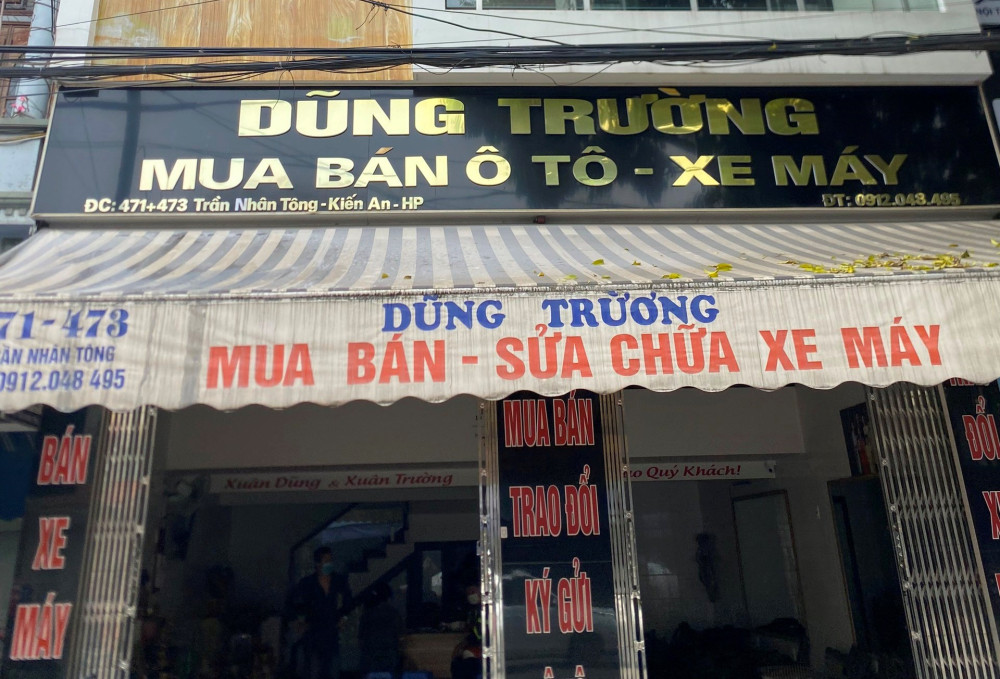 DŨNG TRƯỜNG
MUA BÁN Ô TÔ - XE MÁY
ĐC: 471+473 Trần Nhân Tông - Kiến An - HP
ĐT: 0912.048.495
71 - 473
ẦN NHÂN TÔNG
0912.048 495
DŨNG TRƯỜNG
MUA BÁN - SỬA CHỮA XE MÁY
BÁN
XE
MÁY
Xuân Dũng & Xuân Trường
MUA BÁN
TRAO ĐỔI
KÝ GỬI
Quý Khách!
ĐỔI